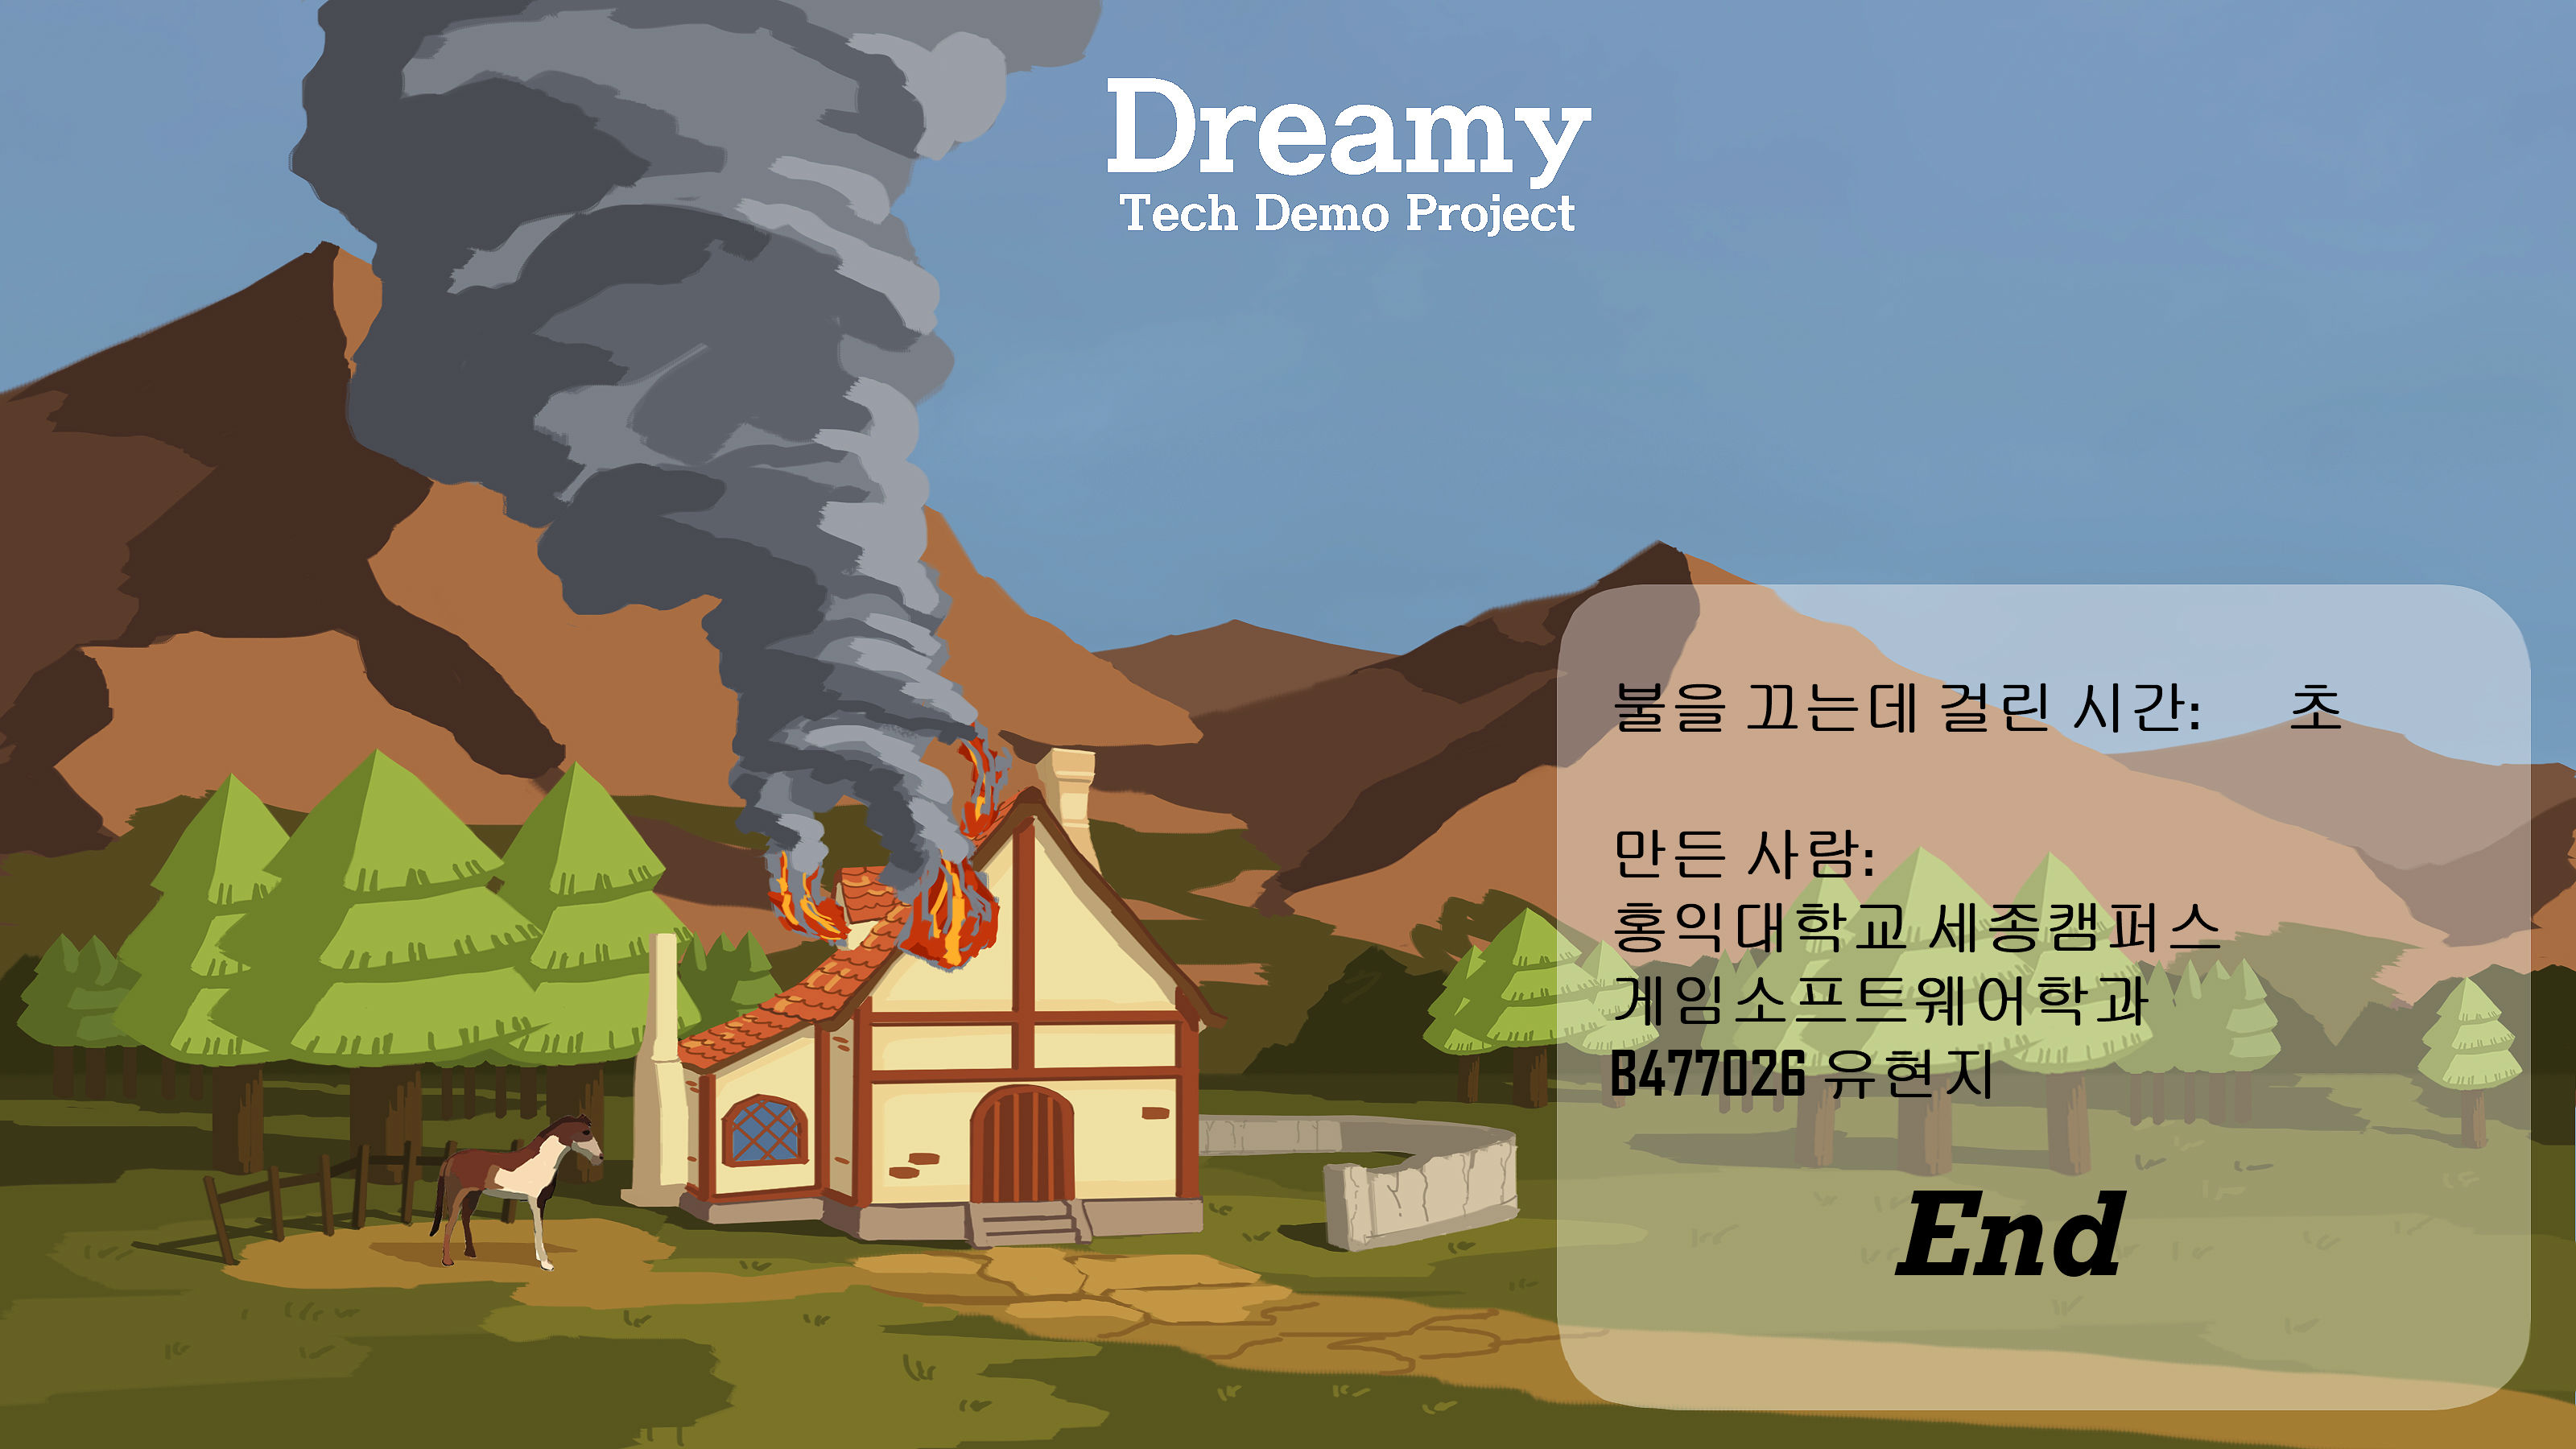 Dreamy
Tech Demo Project
불을 끄는데 걸린 시간: 초
만든 사람:
홍익대학교 세종캠퍼스
게임소프트웨어학과
B477026 유현지
End